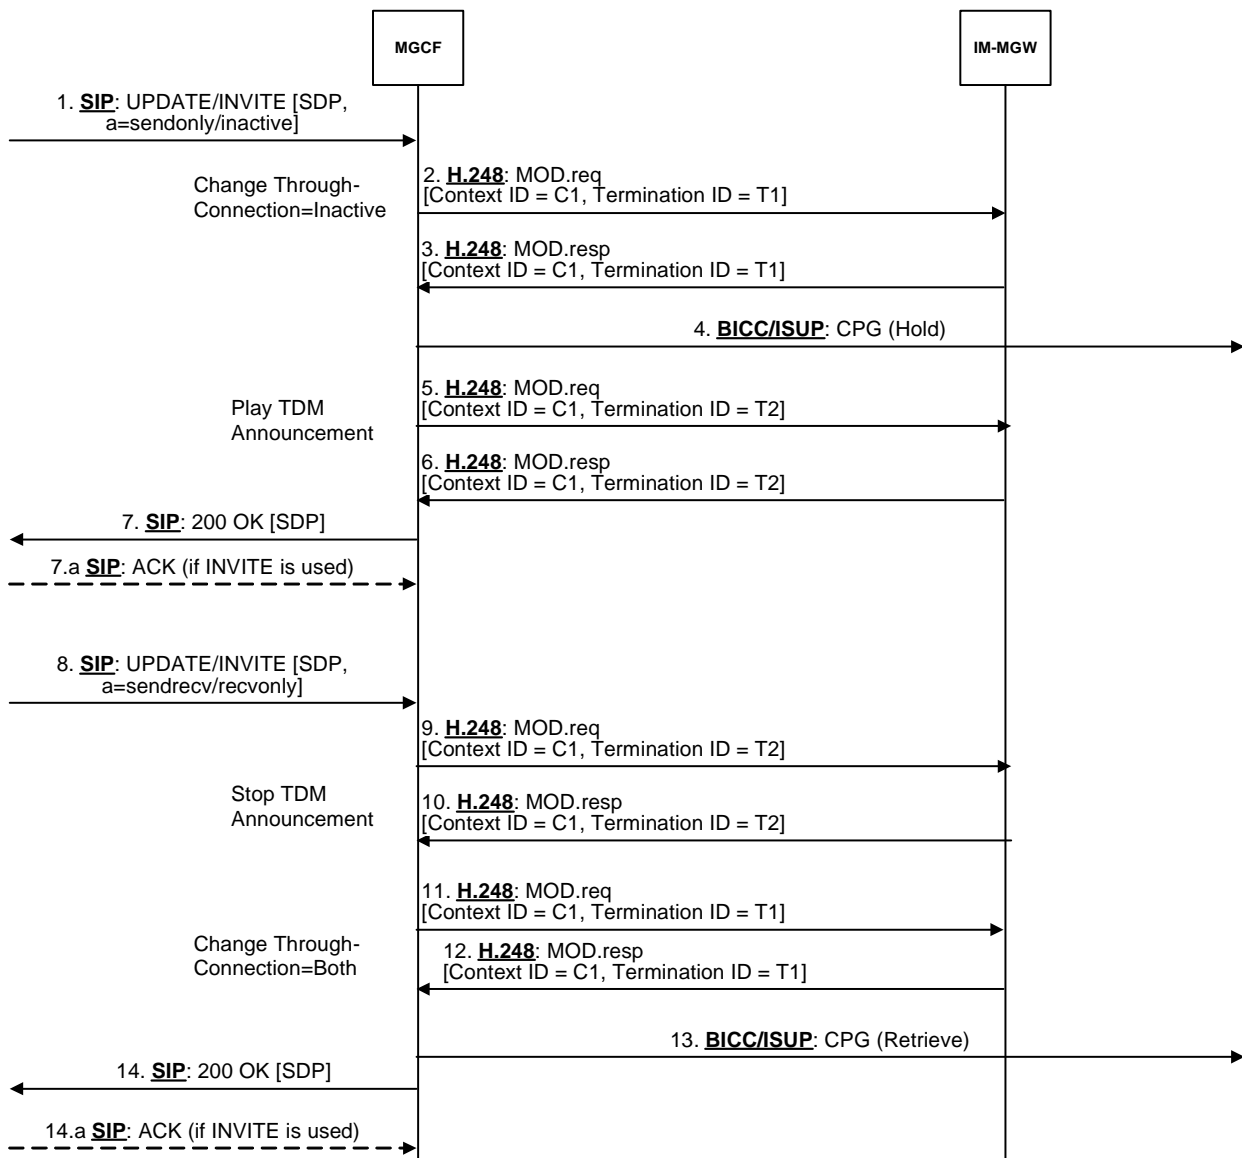 MGCF
IM-MGW
1. SIP: UPDATE/INVITE [SDP,
a=sendonly/inactive]
Change Through-
Connection=Inactive
2. H.248: MOD.req
[Context ID = C1, Termination ID = T1]
3. H.248: MOD.resp
[Context ID = C1, Termination ID = T1]
4. BICC/ISUP: CPG (Hold)
Play TDM
Announcement
5. H.248: MOD.req
[Context ID = C1, Termination ID = T2]
6. H.248: MOD.resp
[Context ID = C1, Termination ID = T2]
7. SIP: 200 OK [SDP]
7.a SIP: ACK (if INVITE is used)
8. SIP: UPDATE/INVITE [SDP,
a=sendrecv/recvonly]
9. H.248: MOD.req
[Context ID = C1, Termination ID = T2]
Stop TDM
Announcement
10. H.248: MOD.resp
[Context ID = C1, Termination ID = T2]
11. H.248: MOD.req
[Context ID = C1, Termination ID = T1]
Change Through-
Connection=Both
12. H.248: MOD.resp
[Context ID = C1, Termination ID = T1]
13. BICC/ISUP: CPG (Retrieve)
14. SIP: 200 OK [SDP]
14.a SIP: ACK (if INVITE is used)